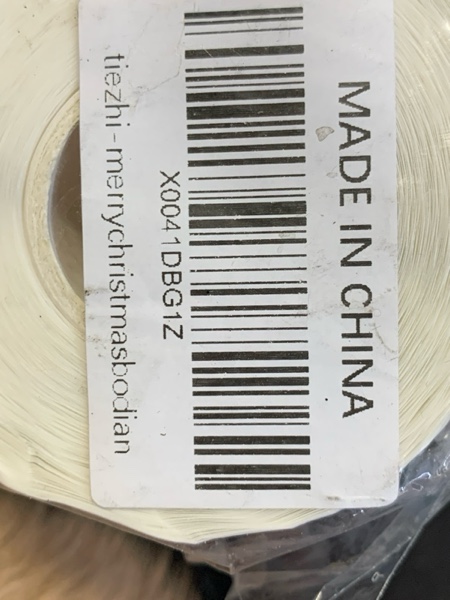 MADE IN CHINA
X0041DBG1Z
tiezhi-merrychristmasbodian